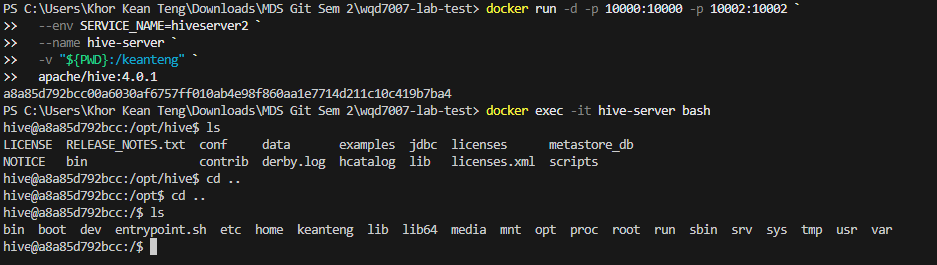 PS C:\Users\Khor Kean Teng\Downloads\MDS Git Sem 2\wqd7007-lab-test> docker run -d -p 10000:10000 -p 10002:10002 `
>>   --env SERVICE_NAME=hiveserver2 `
>>   --name hive-server `
>>   -v "${PWD}:/keanteng" `
>>   apache/hive:4.0.1
a8a85d792bcc00a6030af6757ff010ab4e98f860aa1e7714d211c10c419b7ba4
PS C:\Users\Khor Kean Teng\Downloads\MDS Git Sem 2\wqd7007-lab-test> docker exec -it hive-server bash
hive@a8a85d792bcc:/opt/hive$ ls
LICENSE  RELEASE_NOTES.txt  conf     data       examples  jdbc  licenses      metastore_db
NOTICE   bin                contrib  derby.log  hcatalog  lib   licenses.xml  scripts
hive@a8a85d792bcc:/opt/hive$ cd ..
hive@a8a85d792bcc:/opt$ cd ..
hive@a8a85d792bcc:/$ ls
bin  boot  dev  entrypoint.sh  etc  home  keanteng  lib  lib64  media  mnt  opt  proc  root  run  sbin  srv  sys  tmp  usr  var
hive@a8a85d792bcc:/$